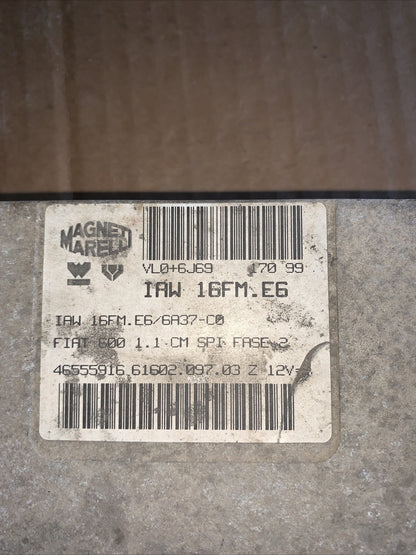 MAGNETI
MARELLI
VL0+6J69 170 99
IAW 16FM.E6
IAW 16FM.E6/6A37-C0
FIAT 600 1.1 CM SPI FASE 2
46555916 61602.097.03 Z 12V=